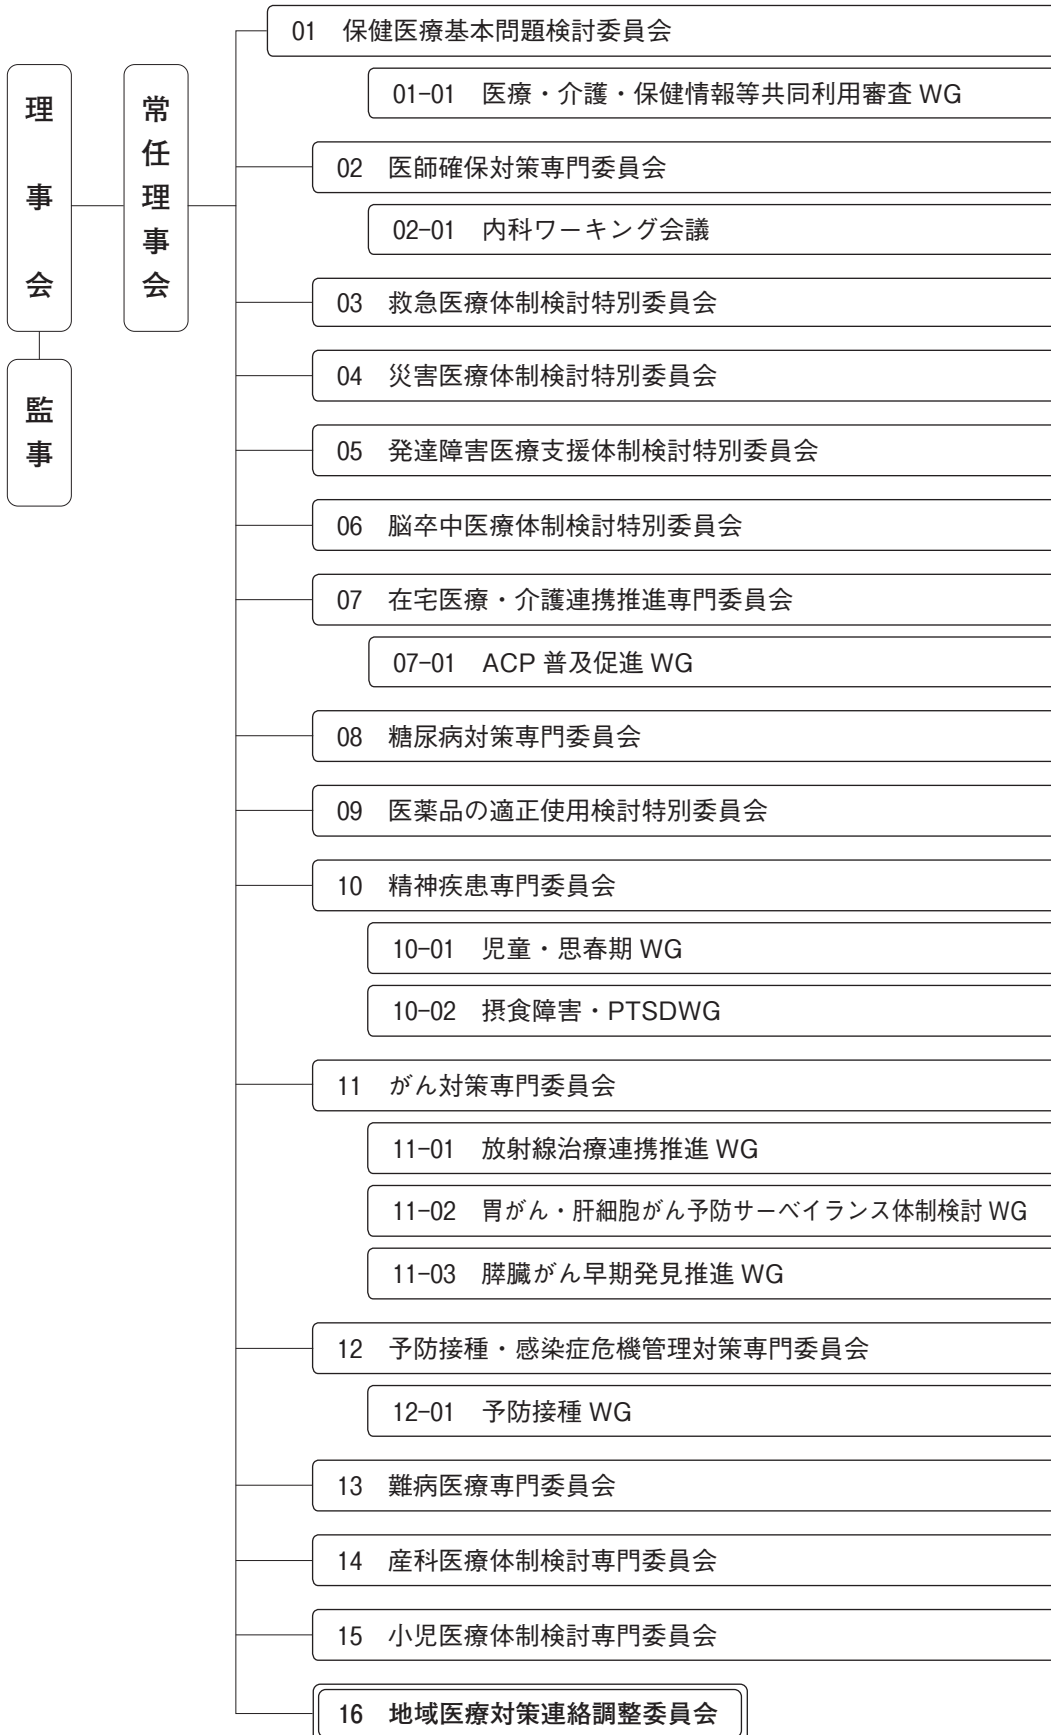 理事会
監事
常任理事会
01 保健医療基本問題検討委員会
01-01 医療・介護・保健情報等共同利用審査 WG
02 医師確保対策専門委員会
02-01 内科ワーキング会議
03 救急医療体制検討特別委員会
04 災害医療体制検討特別委員会
05 発達障害医療支援体制検討特別委員会
06 脳卒中医療体制検討特別委員会
07 在宅医療・介護連携推進専門委員会
07-01 ACP 普及促進 WG
08 糖尿病対策専門委員会
09 医薬品の適正使用検討特別委員会
10 精神疾患専門委員会
10-01 児童・思春期 WG
10-02 摂食障害・PTSDWG
11 がん対策専門委員会
11-01 放射線治療連携推進 WG
11-02 胃がん・肝細胞がん予防サーベイランス体制検討 WG
11-03 膵臓がん早期発見推進 WG
12 予防接種・感染症危機管理対策専門委員会
12-01 予防接種 WG
13 難病医療専門委員会
14 産科医療体制検討専門委員会
15 小児医療体制検討専門委員会
16 地域医療対策連絡調整委員会